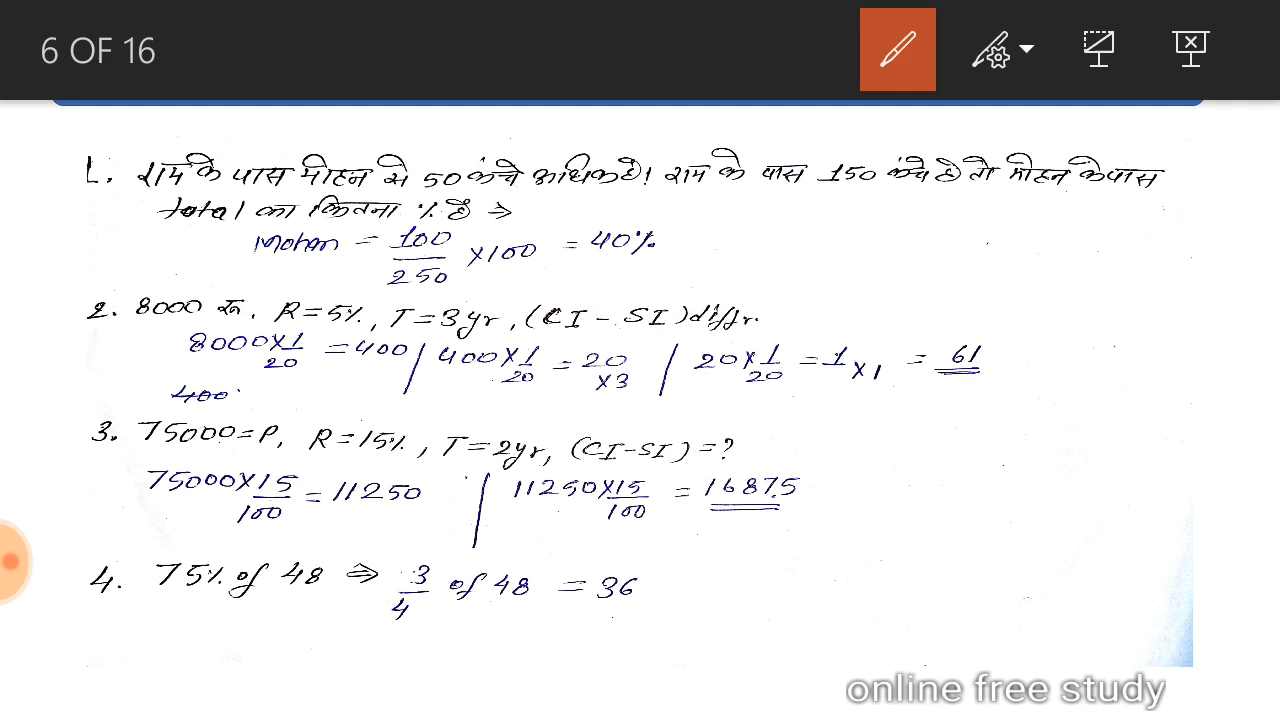 6 OF 16
1. राम के पास मोहन से 50 कंचे अधिक है। राम के पास 150 कंचे है तो मोहन के पास
total का कितना % है ⇒
Mohan = 100/250 × 100 = 40%
2. 8000 रू., R=5%, T=3yr, (CI - SI) diffr.
8000×1/20 = 400 / 400×1/20 = 20 ×3 / 20×1/20 = 1 ×1 = 61
400
3. 75000=P, R=15%, T=2yr, (CI-SI)=?
75000×15/100 = 11250 | 11250×15/100 = 1687.5
4. 75% of 48 ⇒ 3/4 of 48 = 36
online free study